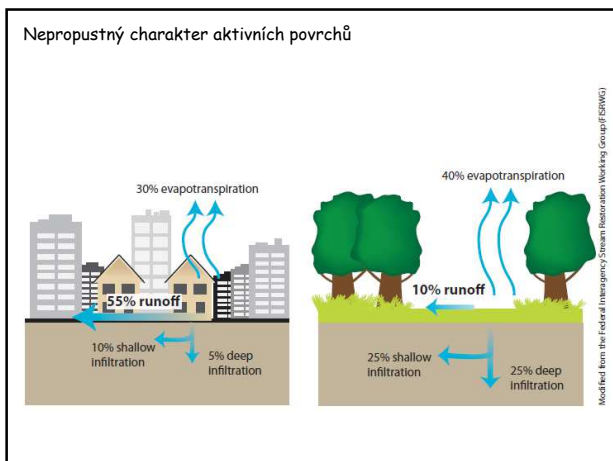 Nepropustný charakter aktivních povrchů
30% evapotranspiration
55% runoff
10% shallow
infiltration
5% deep
infiltration
40% evapotranspiration
10% runoff
25% shallow
infiltration
25% deep
infiltration
Modified from the Federal Interagency Stream Restoration Working Group (FISRWG)